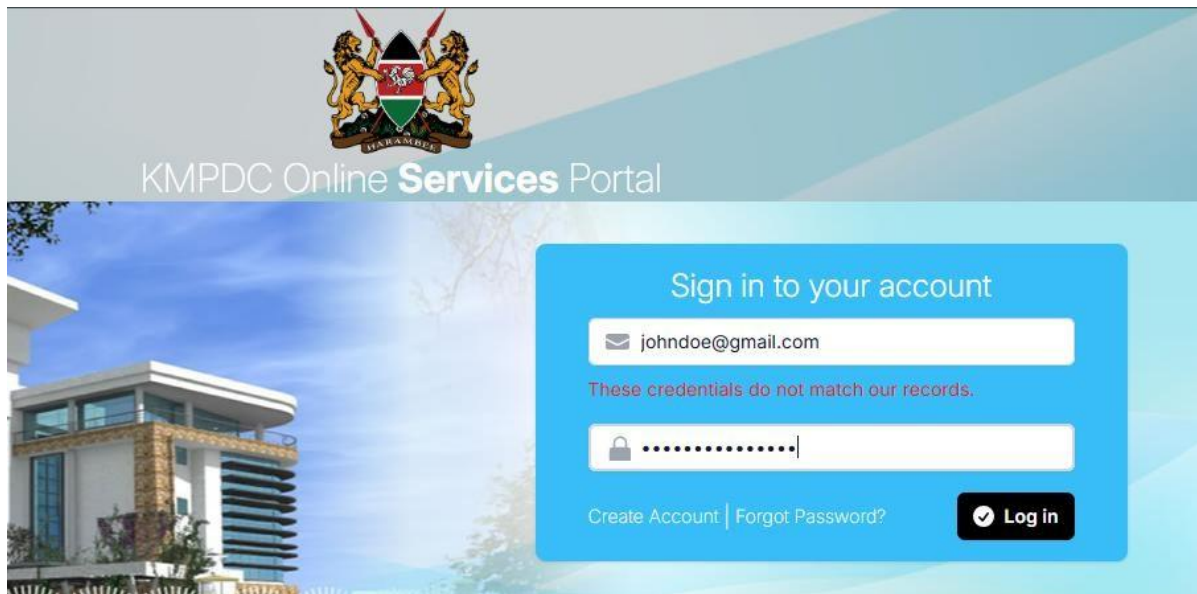 HARAMBEE
KMPDC Online Services Portal
Sign in to your account
johndoe@gmail.com
These credentials do not match our records.
•••••••••••••••
Create Account | Forgot Password?
Log in